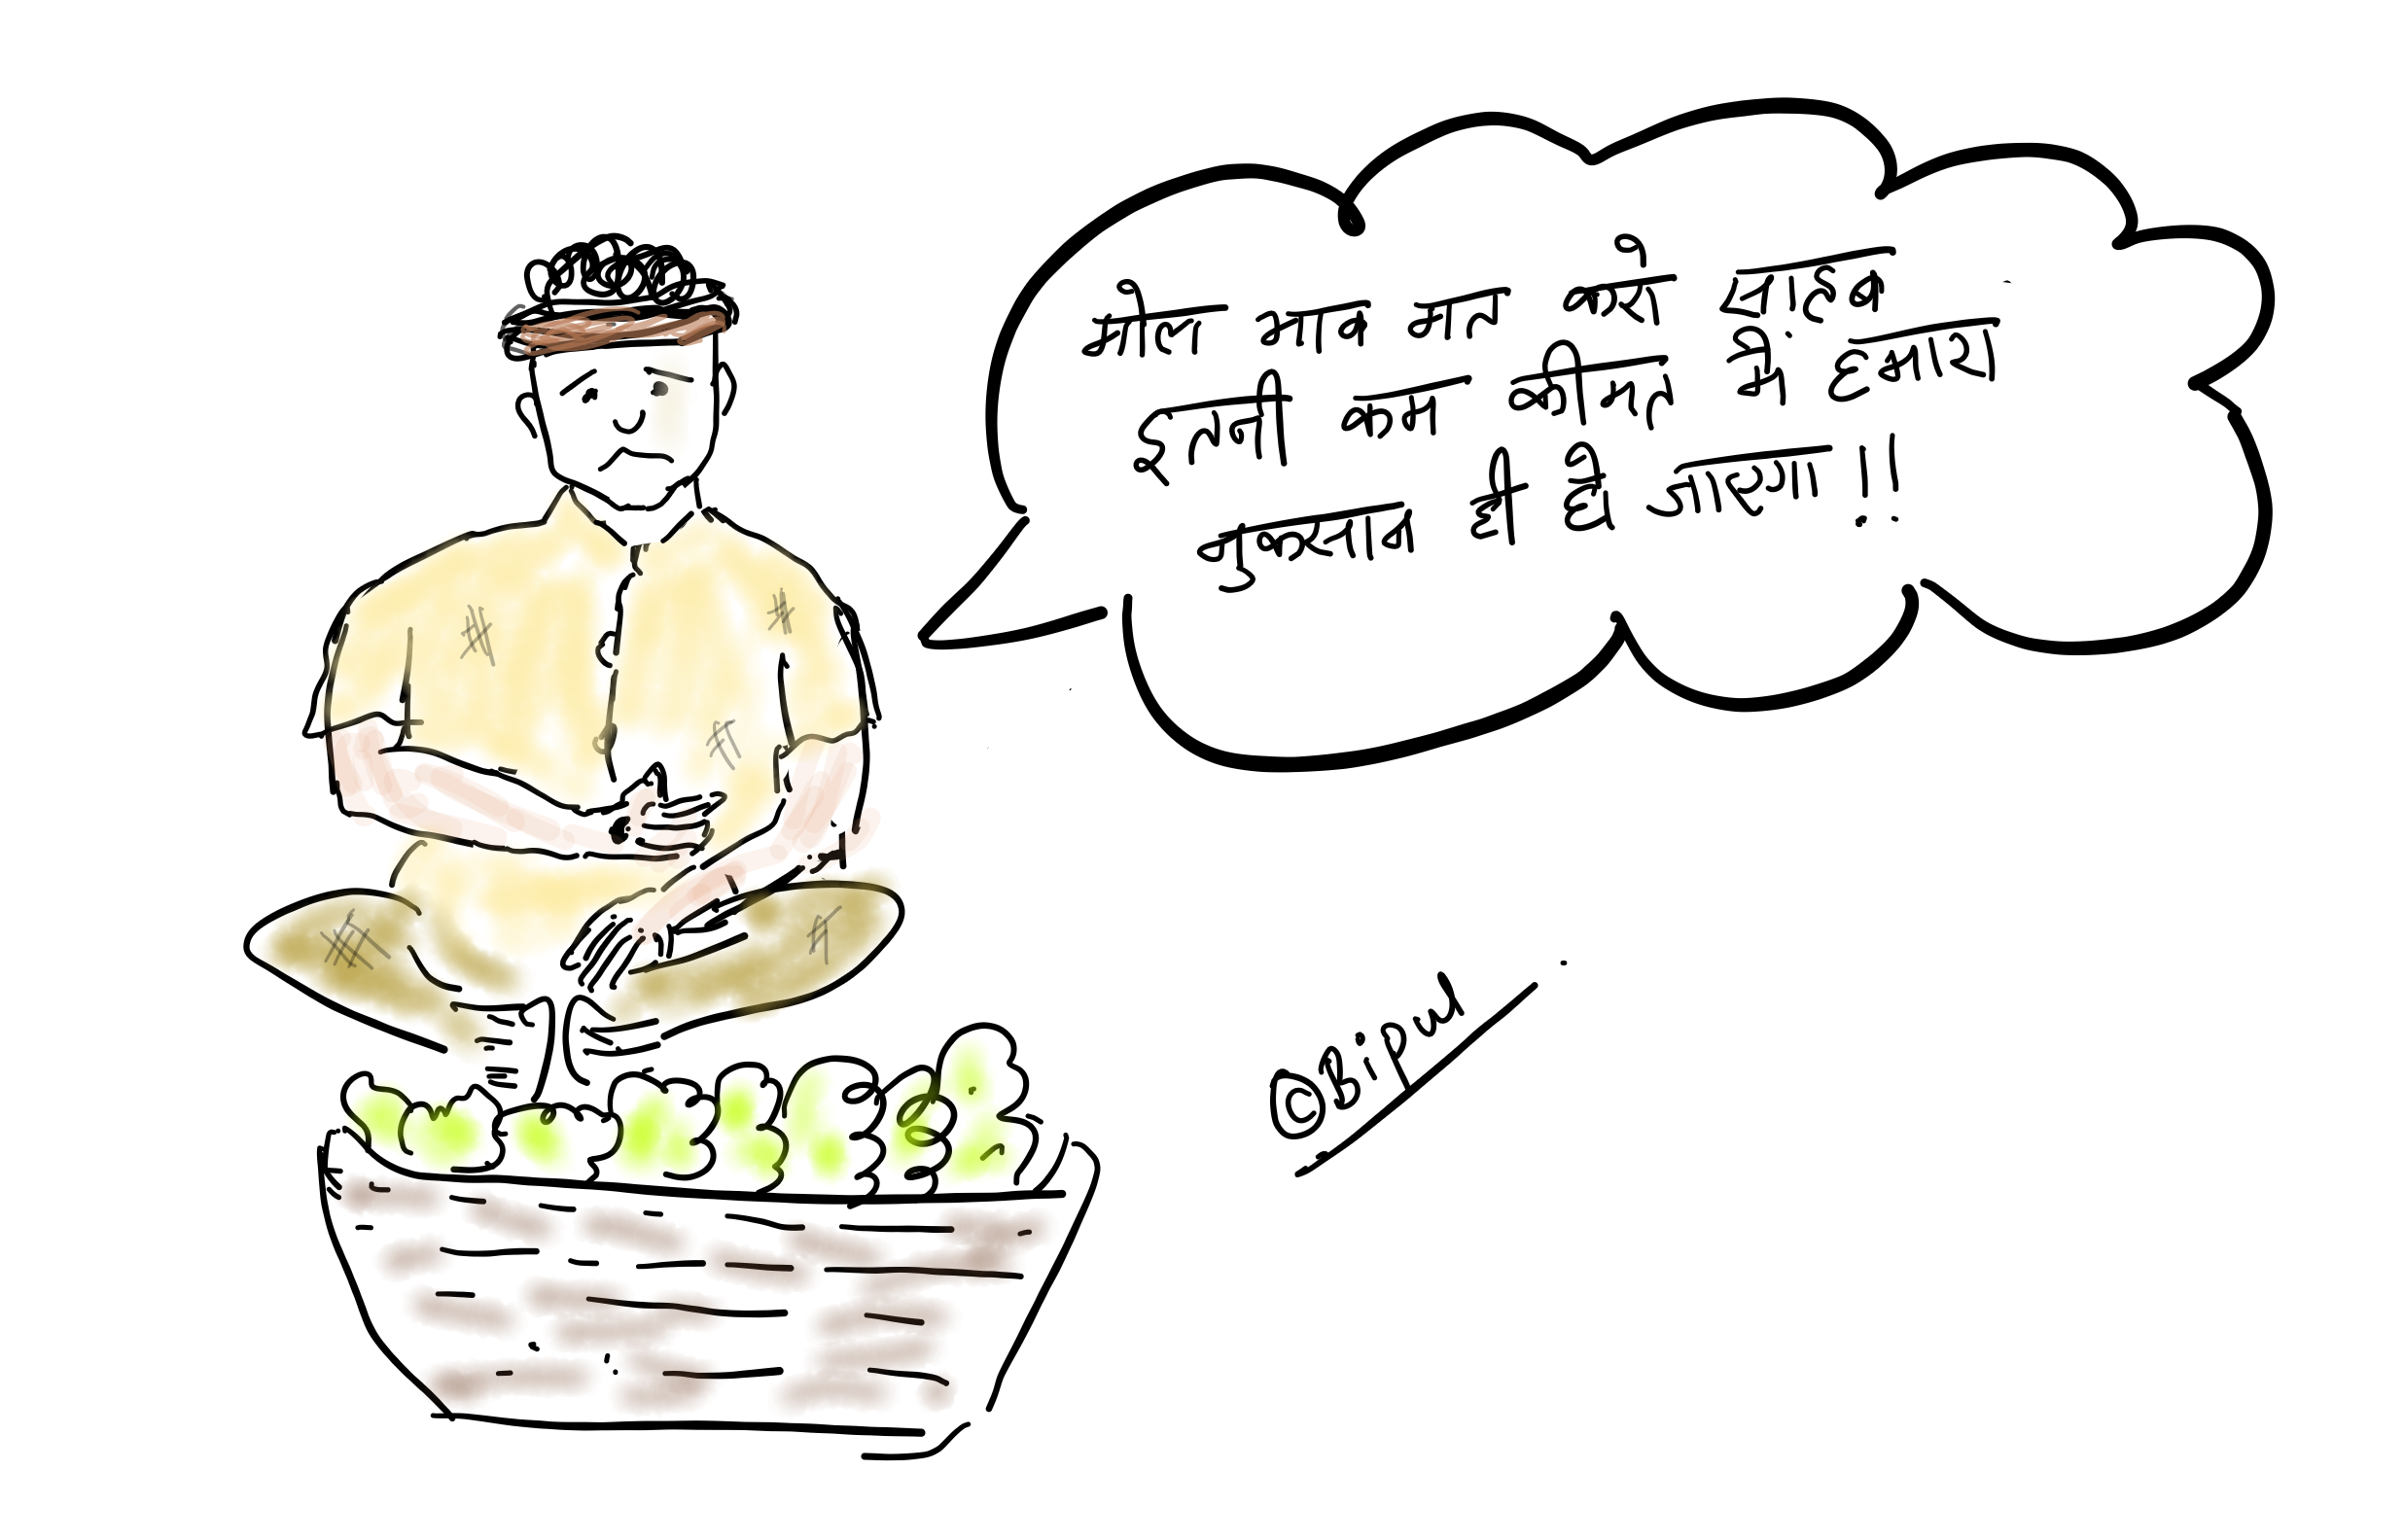 मोल भाव मत करो साहब
इतनी कम कीमत में हमारा
नुकसान ही हो जाएगा !!
©Bipul